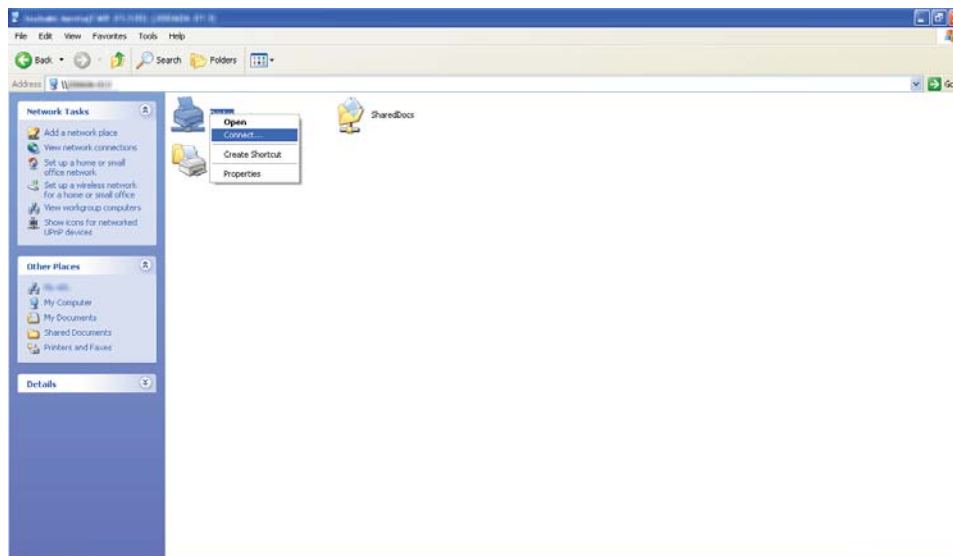 File Edit View Favorites Tools Help
Back Search Folders
Address \\ Go
Network Tasks
Add a network place
View network connections
Set up a home or small
office network
Set up a wireless network
for a home or small office
View workgroup computers
Show icons for networked
UPnP devices
Other Places
My Computer
My Documents
Shared Documents
Printers and Faxes
Details
Open
Connect...
Create Shortcut
Properties
SharedDocs